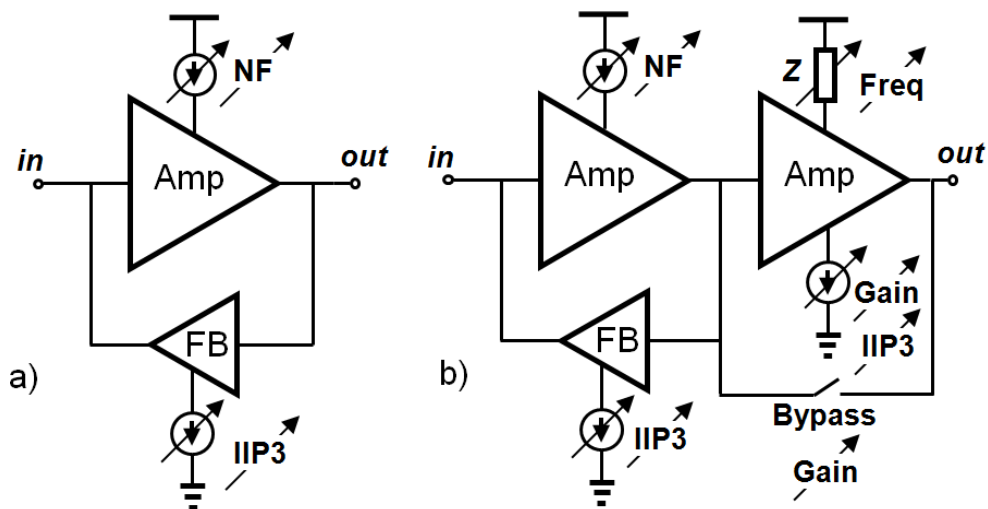 NF
in
Amp
out
FB
a)
IIP3
NF
Z
Freq
in
Amp
Amp
out
Gain
FB
IIP3
b)
Bypass
IIP3
Gain